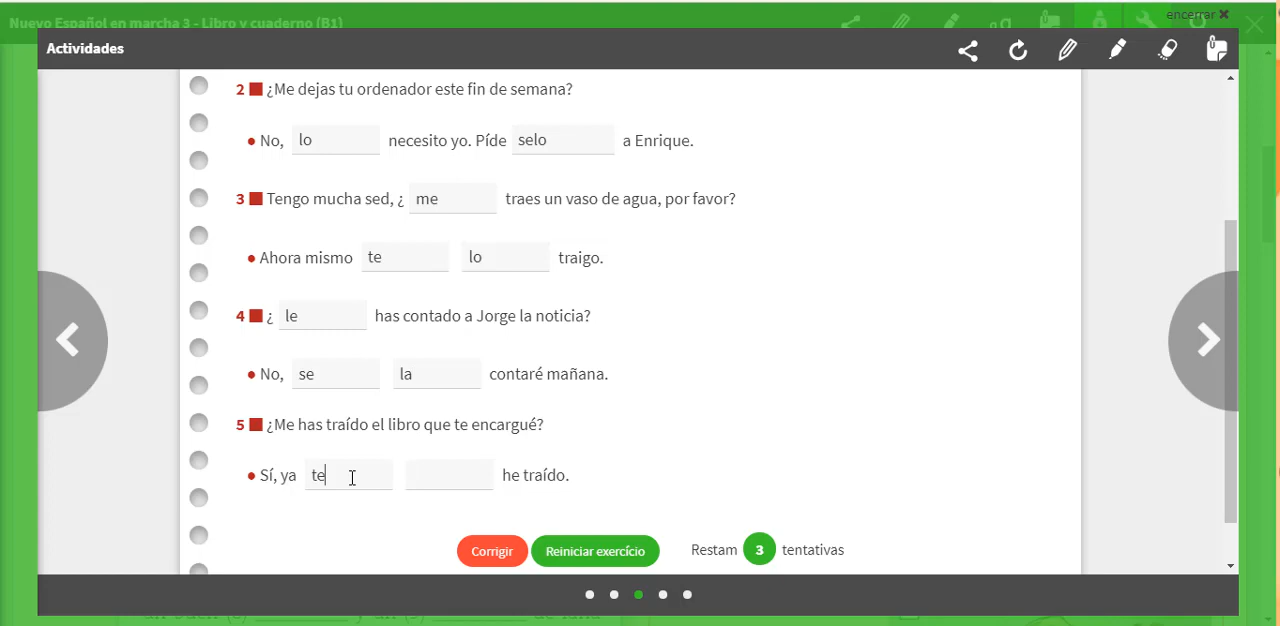 Nuevo Español en marcha 3 - Libro y cuaderno (B1)
encerrar
Actividades
2 ¿Me dejas tu ordenador este fin de semana?
• No, lo necesito yo. Píde selo a Enrique.
3 Tengo mucha sed, ¿ me traes un vaso de agua, por favor?
• Ahora mismo te lo traigo.
4 ¿ le has contado a Jorge la noticia?
• No, se la contaré mañana.
5 ¿Me has traído el libro que te encargué?
• Sí, ya te he traído.
Corrigir Reiniciar exercício Restam 3 tentativas